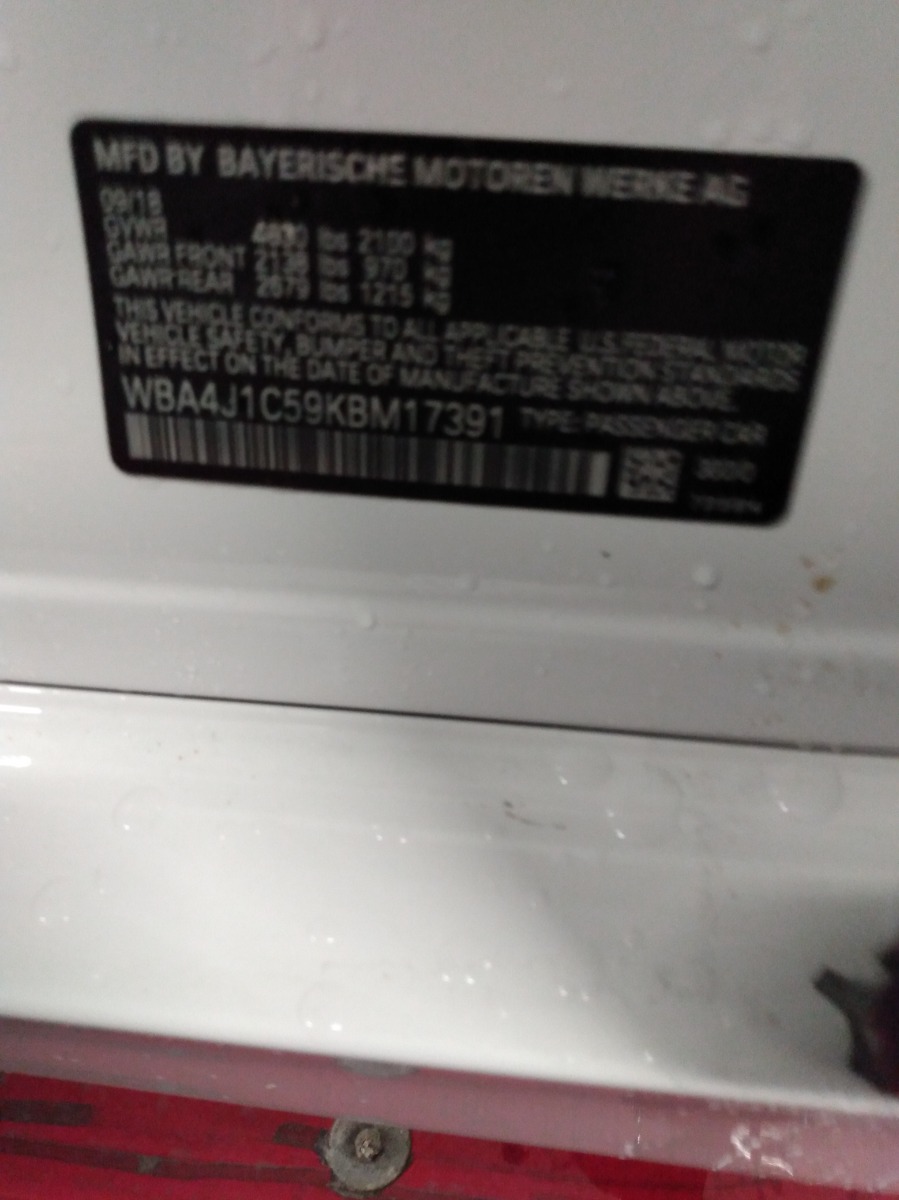 MFD BY BAYERISCHE MOTOREN WERKE AG
09/18
GVWR lbs 2100 kg
GAWR FRONT 2138 lbs 970 kg
GAWR REAR 2679 lbs 1215 kg
THIS VEHICLE CONFORMS TO ALL APPLICABLE U.S. FEDERAL MOTOR
VEHICLE SAFETY, BUMPER AND THEFT PREVENTION STANDARDS
IN EFFECT ON THE DATE OF MANUFACTURE SHOWN ABOVE.
WBA4J1C59KBM17391 TYPE: PASSENGER CAR